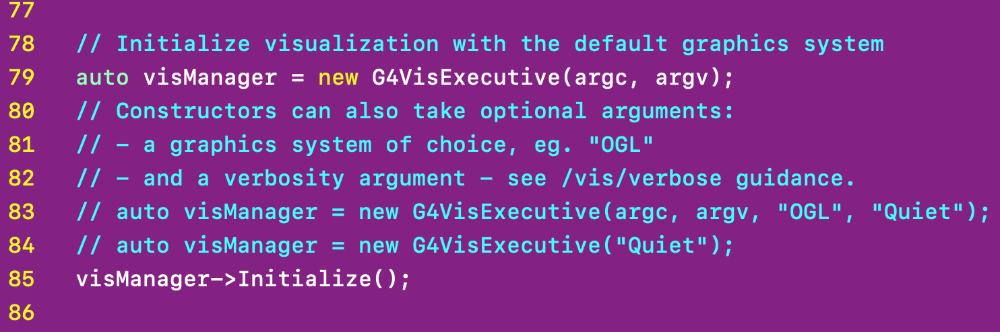 77
78 // Initialize visualization with the default graphics system
79 auto visManager = new G4VisExecutive(argc, argv);
80 // Constructors can also take optional arguments:
81 // - a graphics system of choice, eg. "OGL"
82 // - and a verbosity argument - see /vis/verbose guidance.
83 // auto visManager = new G4VisExecutive(argc, argv, "OGL", "Quiet");
84 // auto visManager = new G4VisExecutive("Quiet");
85 visManager->Initialize();
86